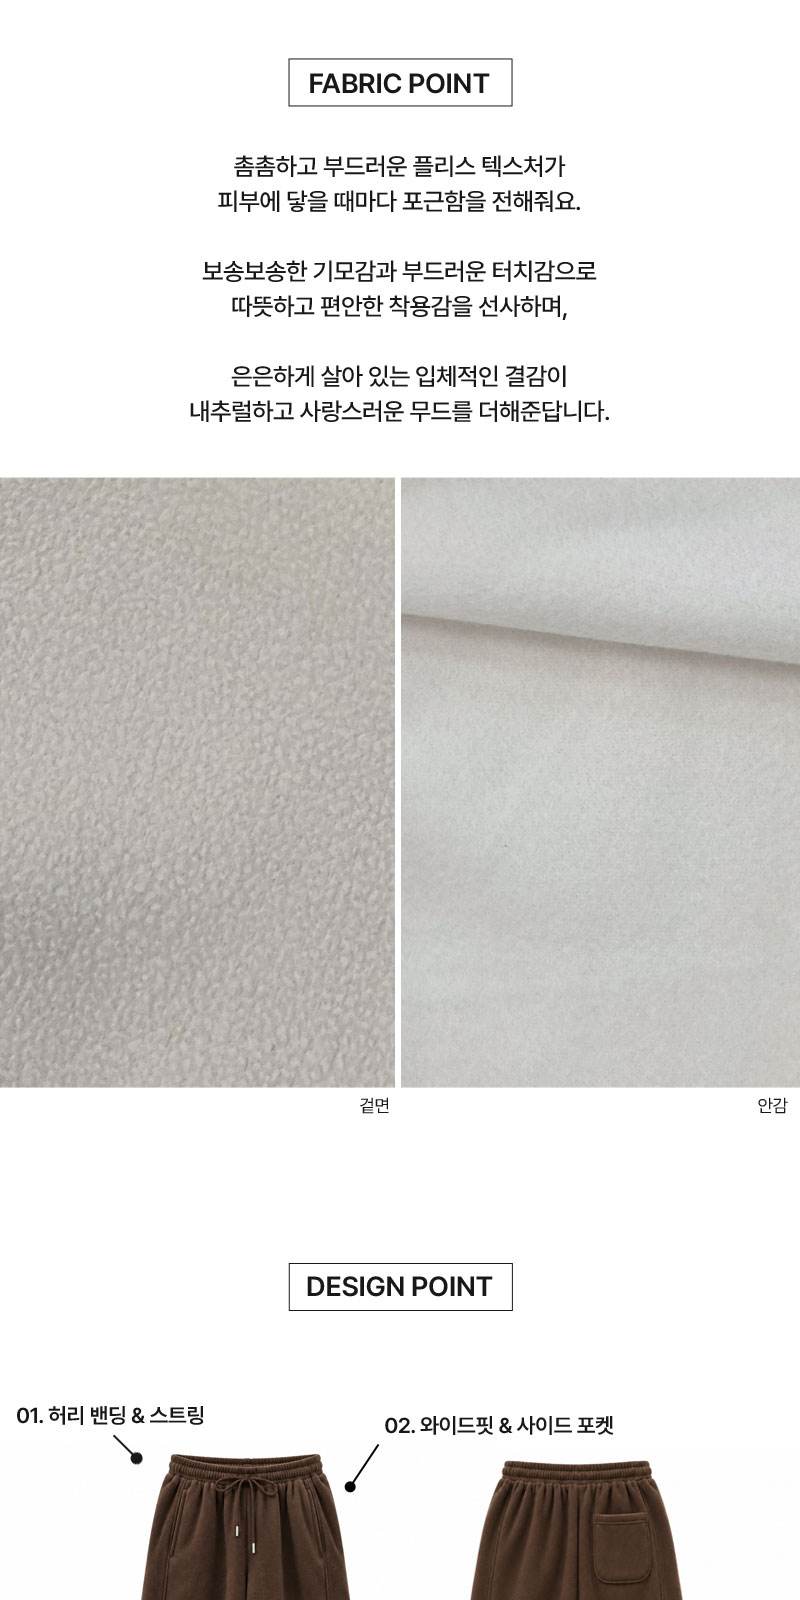 FABRIC POINT
촘촘하고 부드러운 플리스 텍스처가
피부에 닿을 때마다 포근함을 전해줘요.
보송보송한 기모감과 부드러운 터치감으로
따뜻하고 편안한 착용감을 선사하며,
은은하게 살아 있는 입체적인 결감이
내추럴하고 사랑스러운 무드를 더해준답니다.
겉면
안감
DESIGN POINT
01. 허리 밴딩 & 스트링
02. 와이드핏 & 사이드 포켓